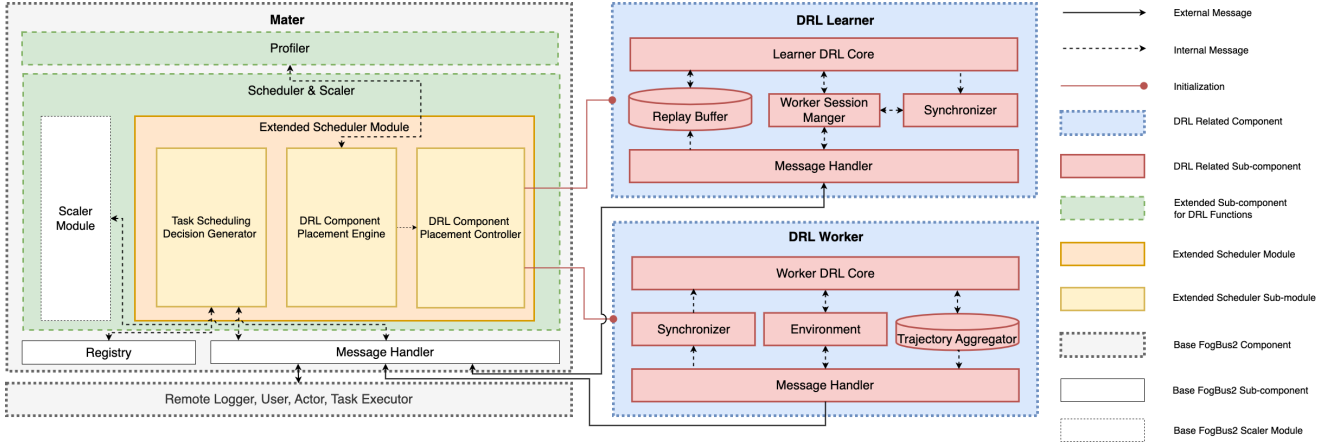 Mater
Profiler
Scheduler & Scaler
Extended Scheduler Module
Scaler
Module
Task Scheduling
Decision Generator
DRL Component
Placement Engine
DRL Component
Placement Controller
Registry
Message Handler
Remote Logger, User, Actor, Task Executor
DRL Learner
Learner DRL Core
Replay Buffer
Worker Session
Manger
Synchronizer
Message Handler
DRL Worker
Worker DRL Core
Synchronizer
Environment
Trajectory Aggregator
Message Handler
External Message
Internal Message
Initialization
DRL Related Component
DRL Related Sub-component
Extended Sub-component
for DRL Functions
Extended Scheduler Module
Extended Scheduler Sub-module
Base FogBus2 Component
Base FogBus2 Sub-component
Base FogBus2 Scaler Module